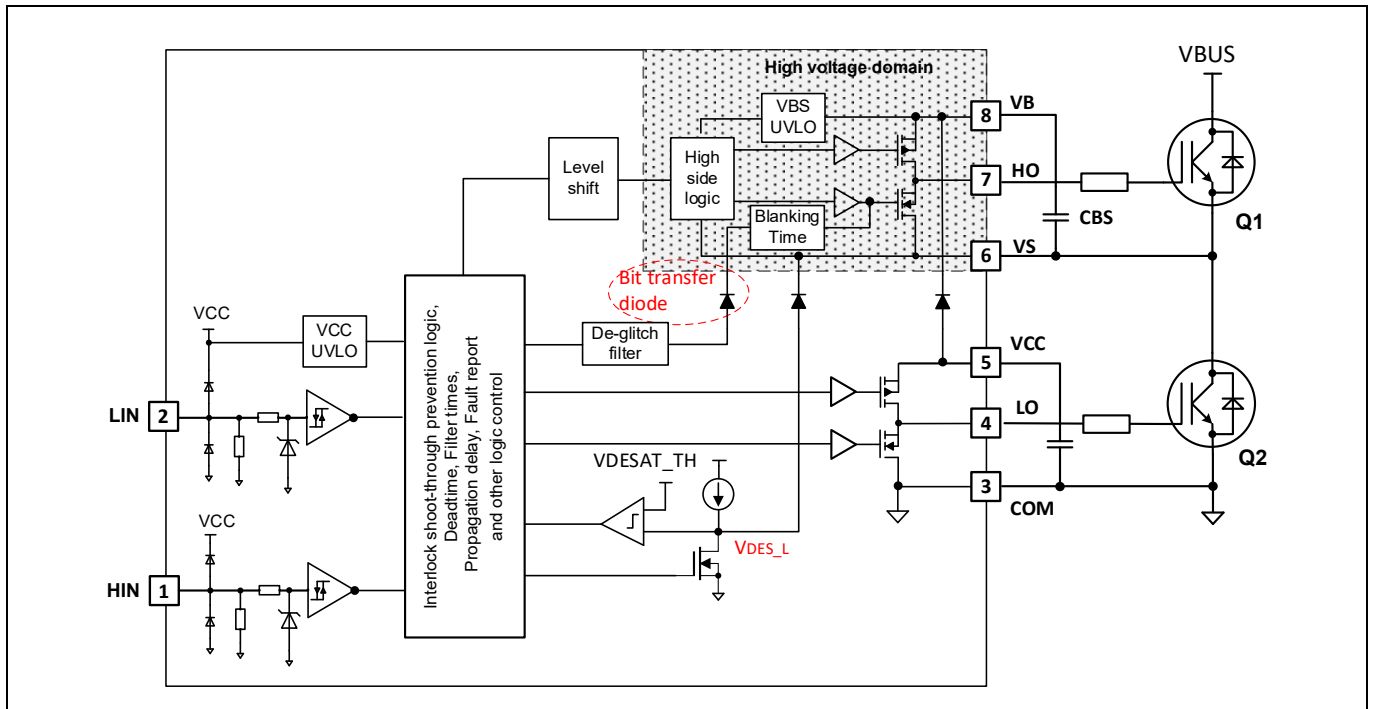 High voltage domain
VBUS
VBS
UVLO
8
VB
Level
shift
High
side
logic
7
HO
Q1
Blanking
Time
CBS
6
VS
Bit transfer
diode
VCC
VCC
UVLO
De-glitch
filter
5
VCC
LIN
2
4
LO
Q2
Interlock shoot-through prevention logic,
Deadtime, Filter times,
Propagation delay, Fault report
and other logic control
VDESAT_TH
3
COM
VCC
VDES_L
HIN
1